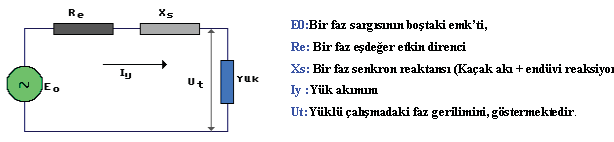 Re Xs
Iy
Eo Ut Yük
E0:Bir faz sargısının boştaki emk'ti,
Re: Bir faz eşdeğer etkin direnci
Xs: Bir faz senkron reaktansı (Kaçak akı + endüvi reaksiyon
Iy :Yük akımını
Ut:Yüklü çalışmadaki faz gerilimini, göstermektedir.